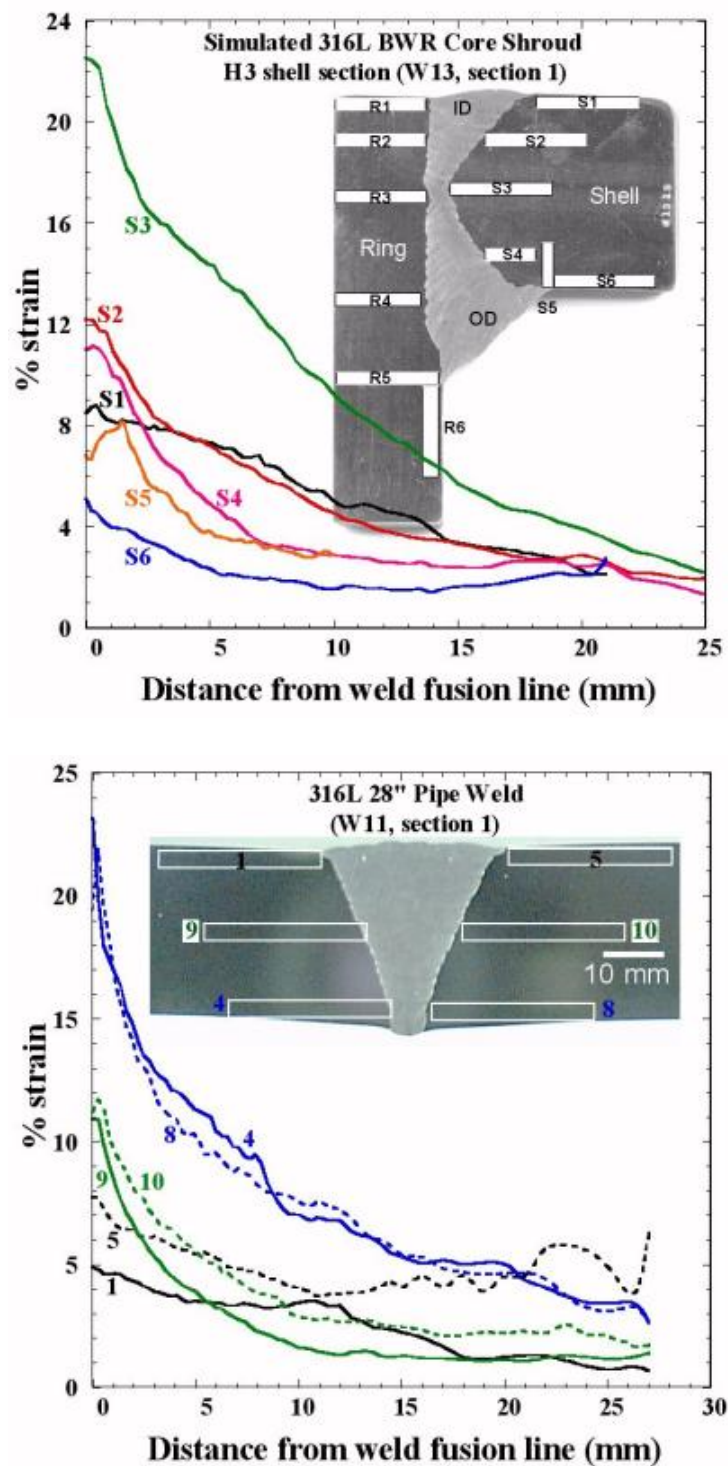 24
Simulated 316L BWR Core Shroud
H3 shell section (W13, section 1)
R1
ID
S1
20
R2
S2
R3
S3
Shell
16
S3
Ring
S4
S6
R4
OD
S5
12
S2
% strain
R5
S1
R6
8
S5
S4
4
S6
0
0
5
10
15
20
25
Distance from weld fusion line (mm)
25
316L 28" Pipe Weld
(W11, section 1)
1
5
20
9
10
10 mm
4
8
15
% strain
10
8
4
9
10
5
5
1
0
0
5
10
15
20
25
30
Distance from weld fusion line (mm)